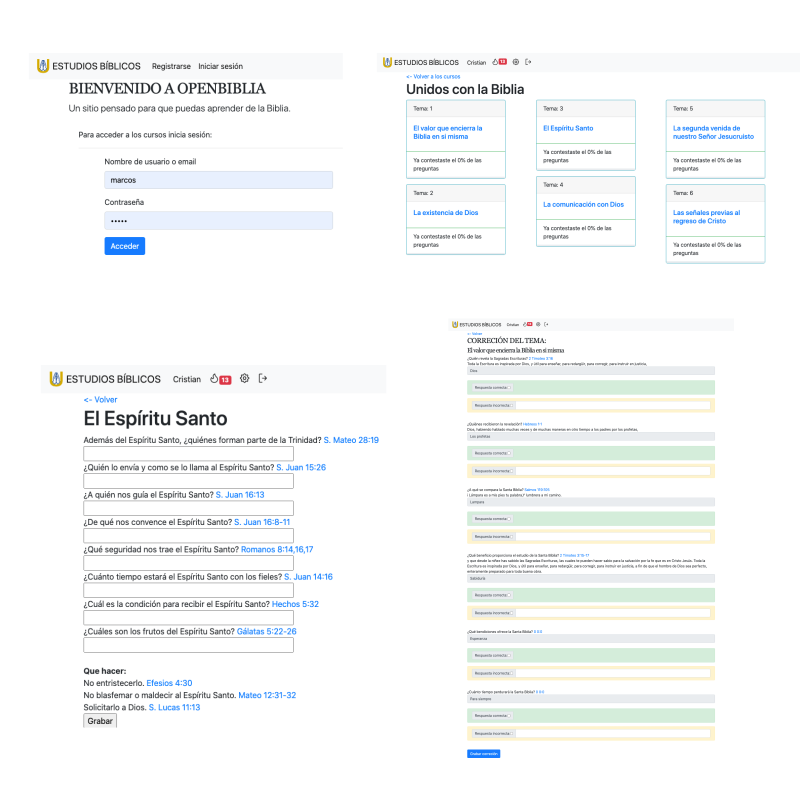 ESTUDIOS BÍBLICOS Registrarse Iniciar sesión
BIENVENIDO A OPENBIBLIA
Un sitio pensado para que puedas aprender de la Biblia.
Para acceder a los cursos inicia sesión:
Nombre de usuario o email
marcos
Contraseña
•••••
Acceder
ESTUDIOS BÍBLICOS Cristian 13
<- Volver a los cursos
Unidos con la Biblia
Tema: 1
El valor que encierra la
Biblia en si misma
Ya contestaste el 0% de las
preguntas
Tema: 2
La existencia de Dios
Ya contestaste el 0% de las
preguntas
Tema: 3
El Espíritu Santo
Ya contestaste el 0% de las
preguntas
Tema: 4
La comunicación con Dios
Ya contestaste el 0% de las
preguntas
Tema: 5
La segunda venida de
nuestro Señor Jesucruisto
Ya contestaste el 0% de las
preguntas
Tema: 6
Las señales previas al
regreso de Cristo
Ya contestaste el 0% de las
preguntas
ESTUDIOS BÍBLICOS Cristian 13
<- Volver
El Espíritu Santo
Además del Espíritu Santo, ¿quiénes forman parte de la Trinidad? S. Mateo 28:19
¿Quién lo envía y como se lo llama al Espíritu Santo? S. Juan 15:26
¿A quién nos guía el Espíritu Santo? S. Juan 16:13
¿De qué nos convence el Espíritu Santo? S. Juan 16:8-11
¿Qué seguridad nos trae el Espíritu Santo? Romanos 8:14,16,17
¿Cuánto tiempo estará el Espíritu Santo con los fieles? S. Juan 14:16
¿Cuál es la condición para recibir el Espíritu Santo? Hechos 5:32
¿Cuáles son los frutos del Espíritu Santo? Gálatas 5:22-26
Que hacer:
No entristecerlo. Efesios 4:30
No blasfemar o maldecir al Espíritu Santo. Mateo 12:31-32
Solicitarlo a Dios. S. Lucas 11:13
Grabar
ESTUDIOS BÍBLICOS Cristian 13
<- Volver
CORRECIÓN DEL TEMA:
El valor que encierra la Biblia en si misma
¿Quién revela la Sagradas Escrituras? 2 Timoteo 3:16
Toda la Escritura es inspirada por Dios, y útil para enseñar, para redargüir, para corregir, para instruir en justicia,
Dios
Respuesta correcta:
Respuesta incorrecta:
¿Quiénes recibieron la revelación? Hebreos 1:1
Dios, habiendo hablado muchas veces y de muchas maneras en otro tiempo a los padres por los profetas,
Los profetas
Respuesta correcta:
Respuesta incorrecta:
¿A qué se compara la Santa Biblia? Salmos 119:105
Lámpara es a mis pies tu palabra,Y lumbrera a mi camino.
Lampara
Respuesta correcta:
Respuesta incorrecta:
¿Qué beneficio proporciona el estudio de la Santa Biblia? 2 Timoteo 3:15-17
y que desde la niñez has sabido las Sagradas Escrituras, las cuales te pueden hacer sabio para la salvación por la fe que es en Cristo Jesús. Toda la
Escritura es inspirada por Dios, y útil para enseñar, para redargüir, para corregir, para instruir en justicia, a fin de que el hombre de Dios sea perfecto,
enteramente preparado para toda buena obra.
Sabiduría
Respuesta correcta:
Respuesta incorrecta:
¿Qué bendiciones ofrece la Santa Biblia? 0 0:0
Esperanza
Respuesta correcta:
Respuesta incorrecta:
¿Cuánto tiempo perdurará la Santa Biblia? 0 0:0
Para siempre
Respuesta correcta:
Respuesta incorrecta:
Grabar correción